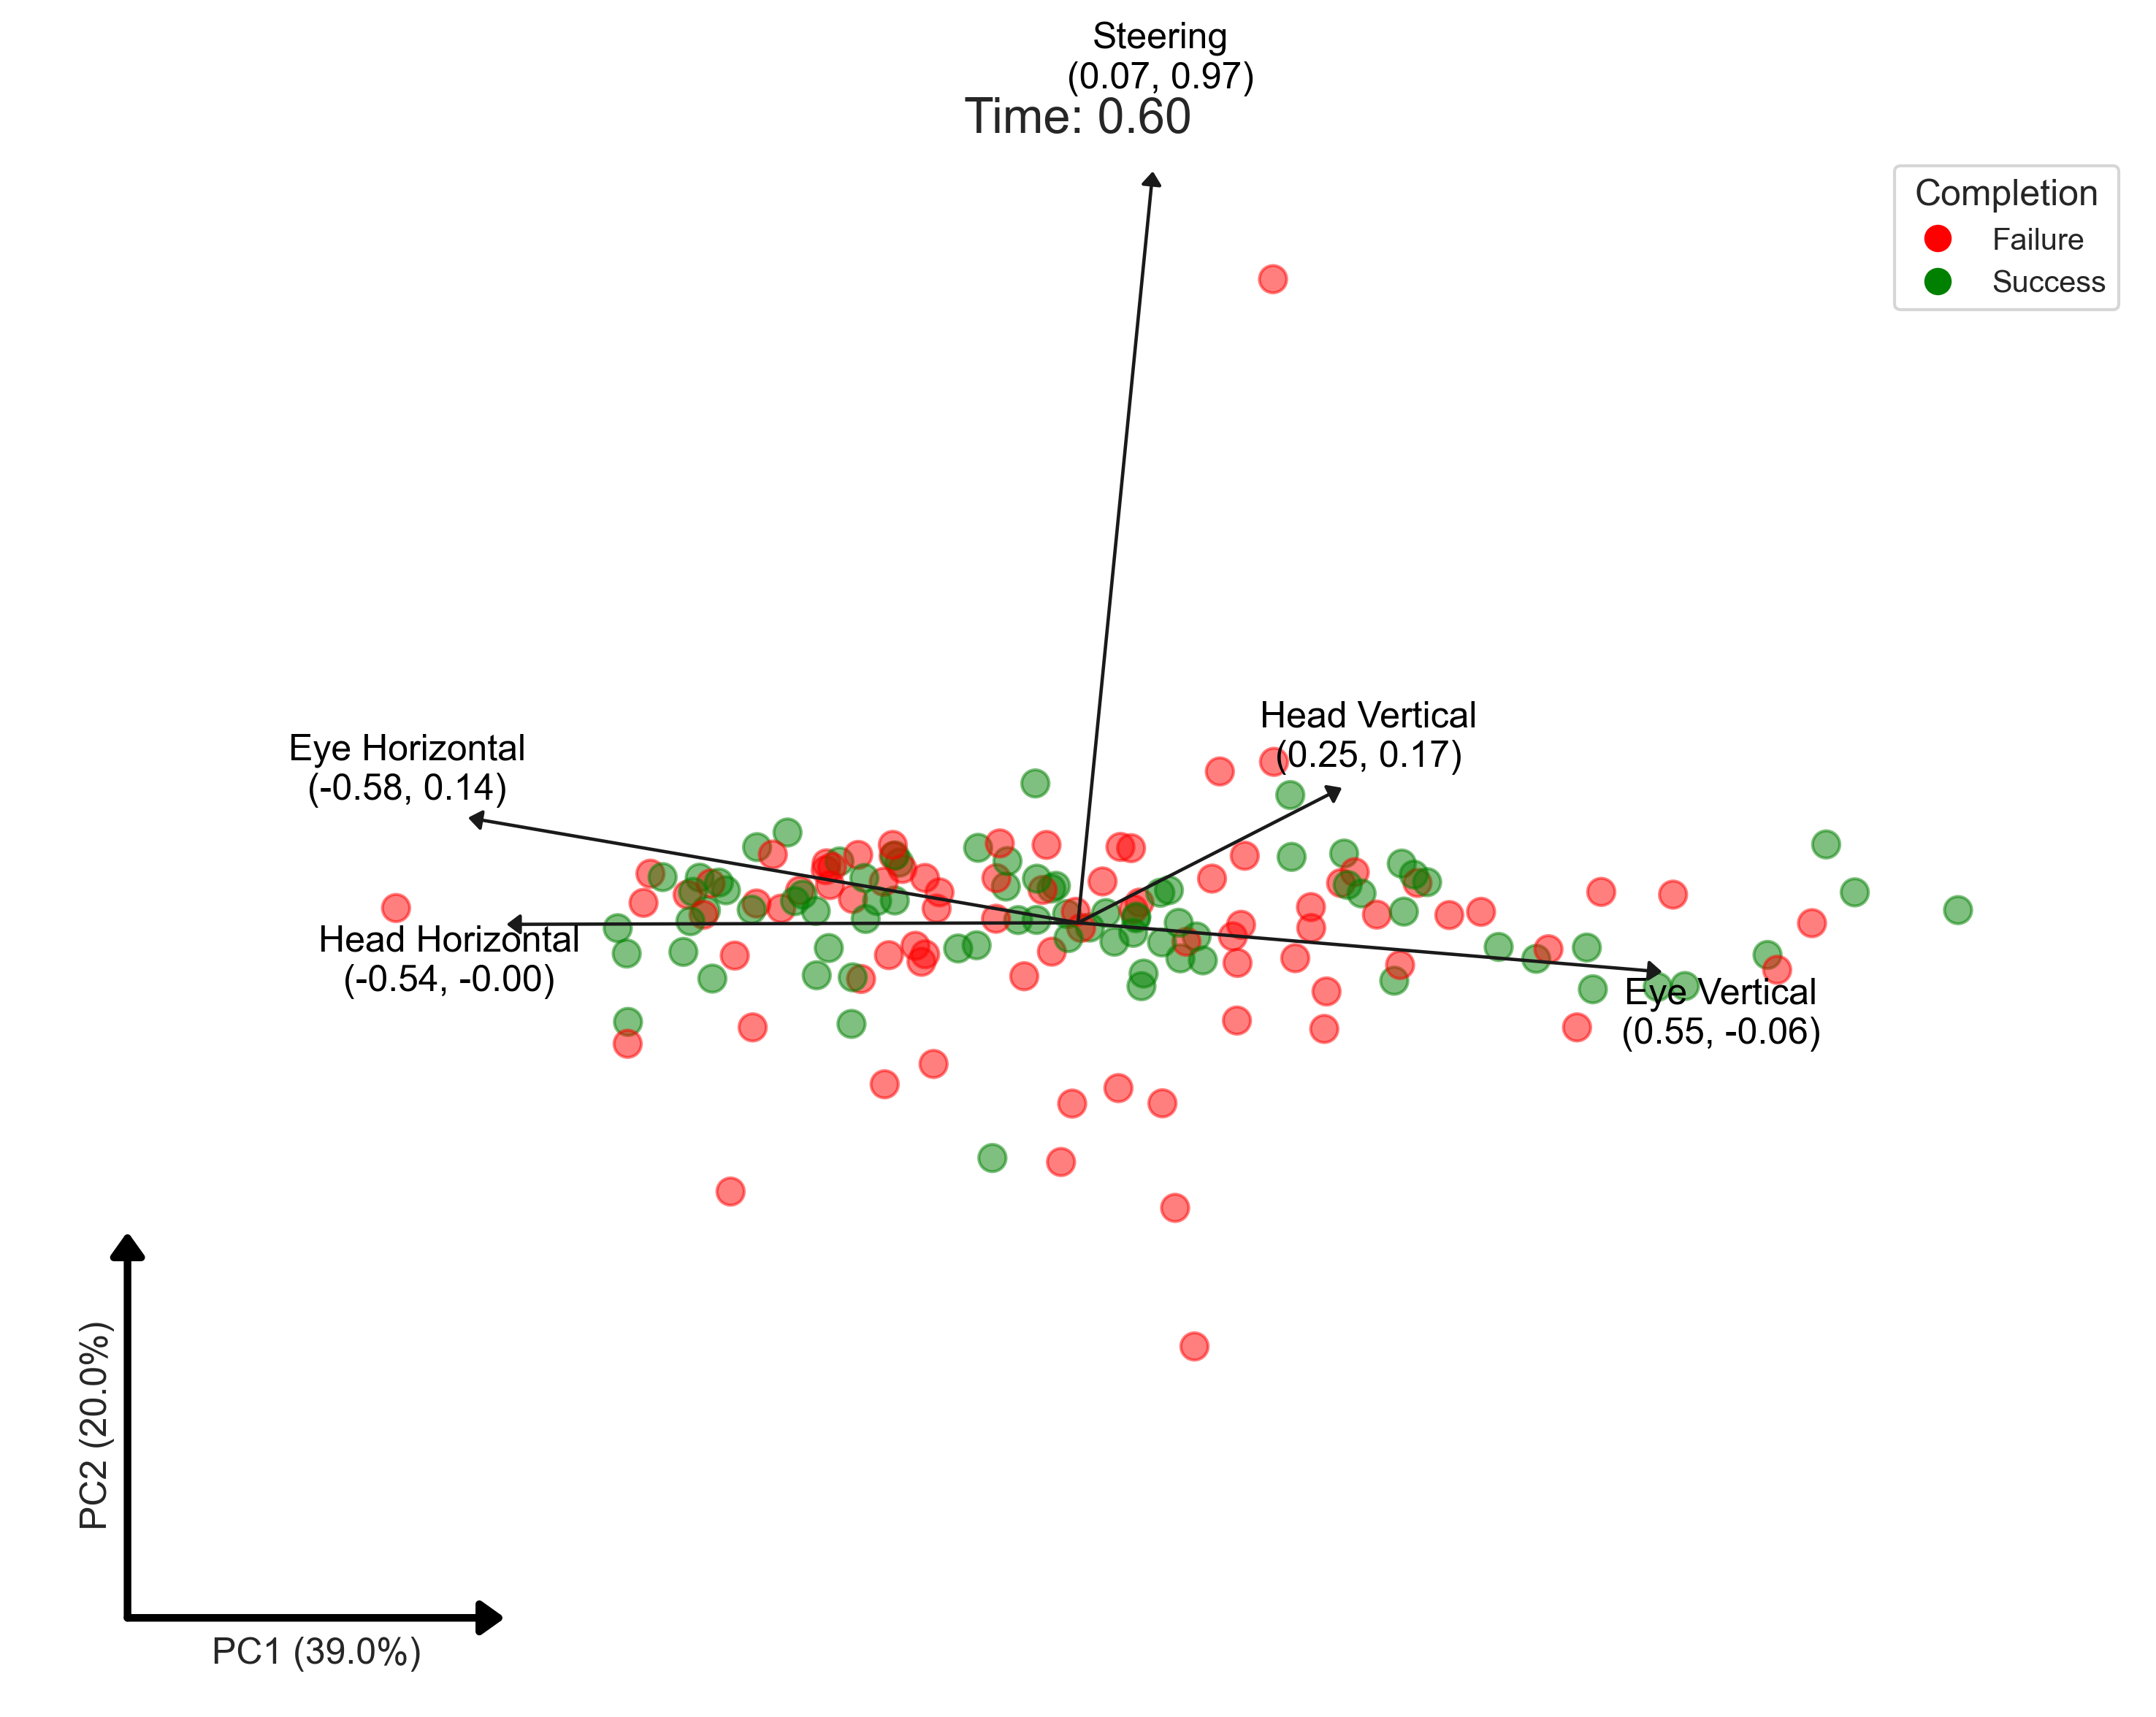 Steering
(0.07, 0.97)
Time: 0.60
Completion
Failure
Success
Head Vertical
(0.25, 0.17)
Eye Horizontal
(-0.58, 0.14)
Head Horizontal
(-0.54, -0.00)
Eye Vertical
(0.55, -0.06)
PC2 (20.0%)
PC1 (39.0%)